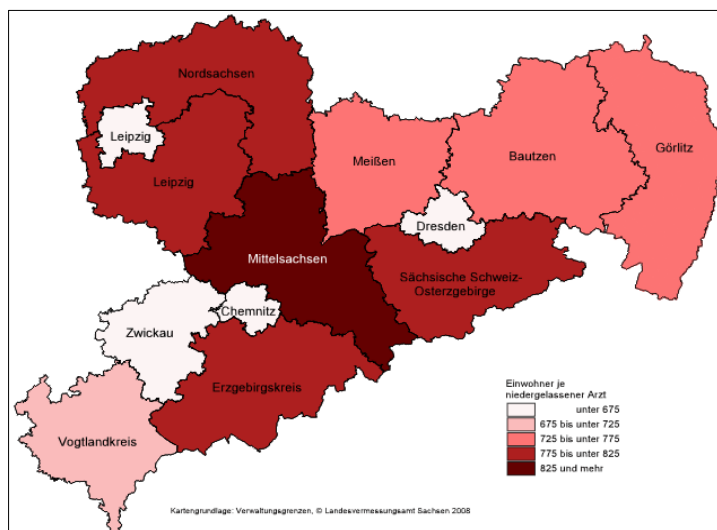 Nordsachsen
Leipzig
Leipzig
Meißen
Bautzen
Görlitz
Dresden
Mittelsachsen
Sächsische Schweiz-
Osterzgebirge
Chemnitz
Zwickau
Erzgebirgskreis
Vogtlandkreis
Einwohner je
niedergelassener Arzt
unter 675
675 bis unter 725
725 bis unter 775
775 bis unter 825
825 und mehr
Kartengrundlage: Verwaltungsgrenzen, © Landesvermessungsamt Sachsen 2008